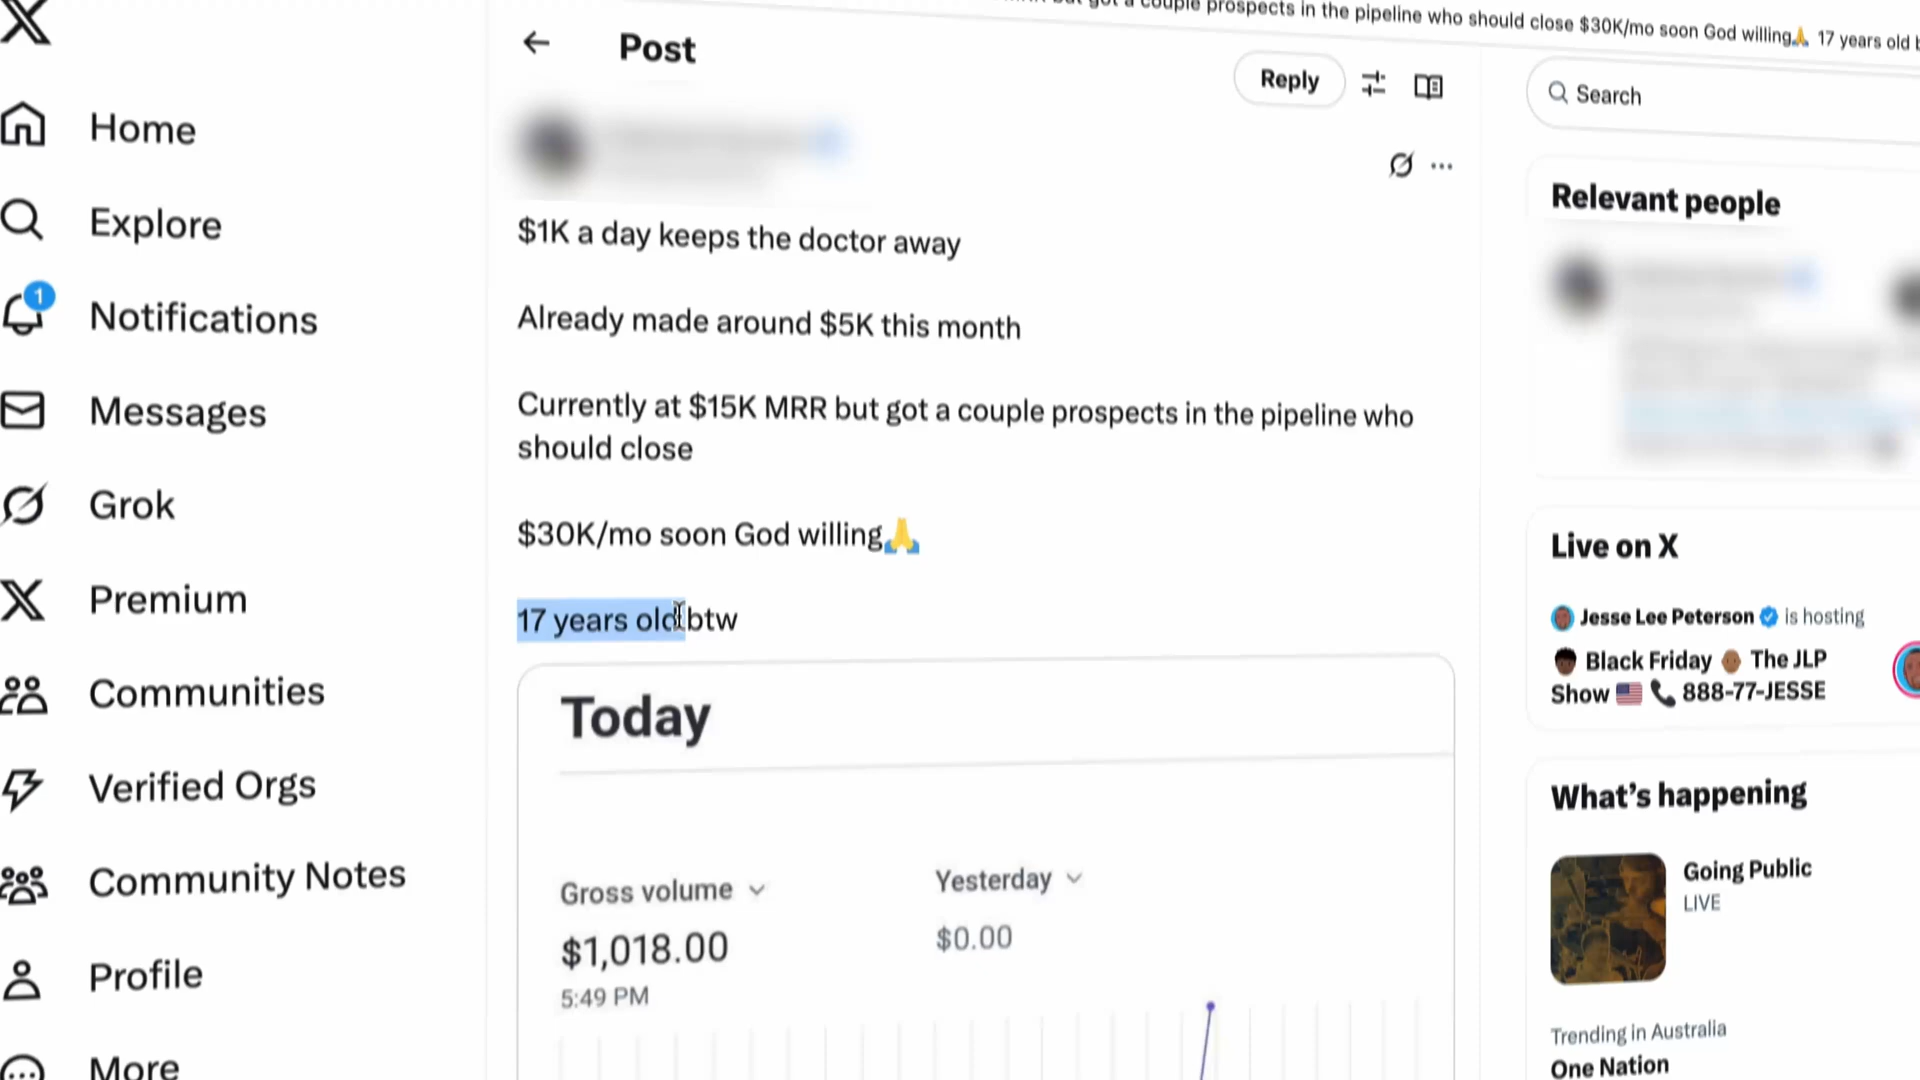 couple prospects in the pipeline who should close $30K/mo soon God willing🙏 17 years old
Post
Reply
Search
Home
Explore
1
Notifications
Messages
Grok
Premium
Communities
Verified Orgs
Community Notes
Profile
More
$1K a day keeps the doctor away
Already made around $5K this month
Currently at $15K MRR but got a couple prospects in the pipeline who
should close
$30K/mo soon God willing🙏
17 years old btw
Today
Gross volume
$1,018.00
5:49 PM
Yesterday
$0.00
Relevant people
Live on X
Jesse Lee Peterson is hosting
Black Friday The JLP
Show 🇺🇸 📞 888-77-JESSE
What's happening
Going Public
LIVE
Trending in Australia
One Nation